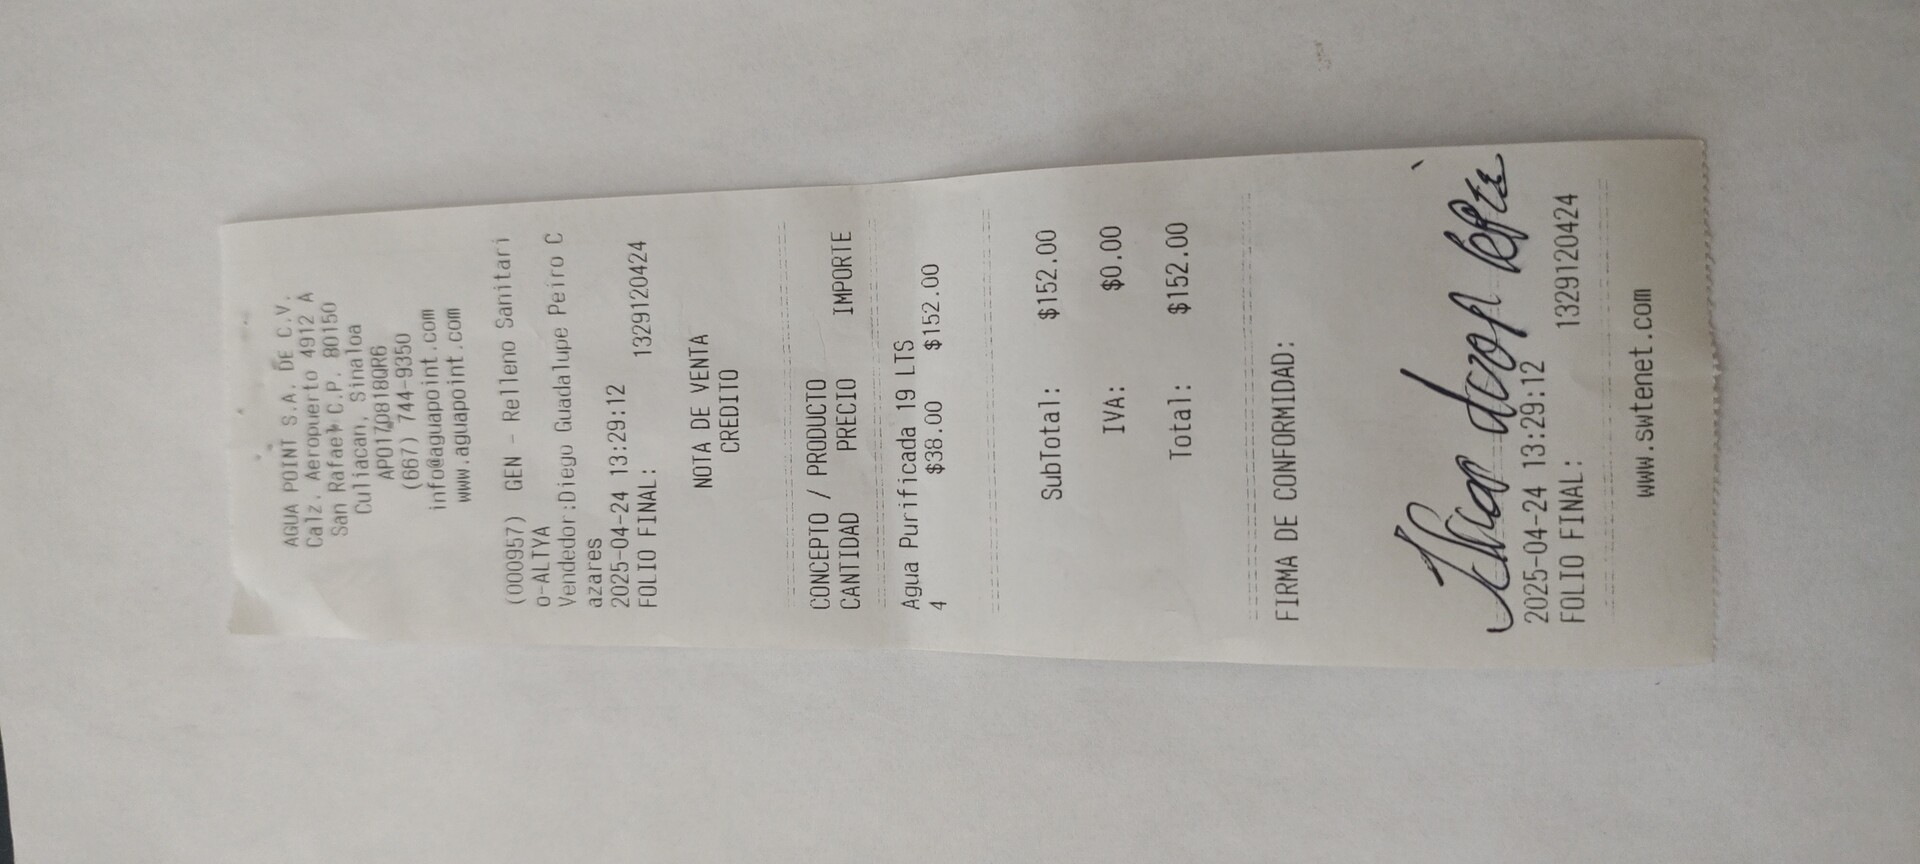 AGUA POINT S.A. DE C.V.
Calz. Aeropuerto 4912 A
San Rafael C.P. 80150
Culiacan, Sinaloa
APO170818QR6
(667) 744-9350
info@aguapoint.com
www.aguapoint.com
(000957) GEN - Relleno Sanitari
o-ALTYA
Vendedor:Diego Guadalupe Peiro C
azares
2025-04-24 13:29:12
FOLIO FINAL: 1329120424
NOTA DE VENTA
CREDITO
CONCEPTO / PRODUCTO
CANTIDAD PRECIO IMPORTE
Agua Purificada 19 LTS
4 $38.00 $152.00
SubTotal: $152.00
IVA: $0.00
Total: $152.00
FIRMA DE CONFORMIDAD:
2025-04-24 13:29:12
FOLIO FINAL: 1329120424
www.swtenet.com